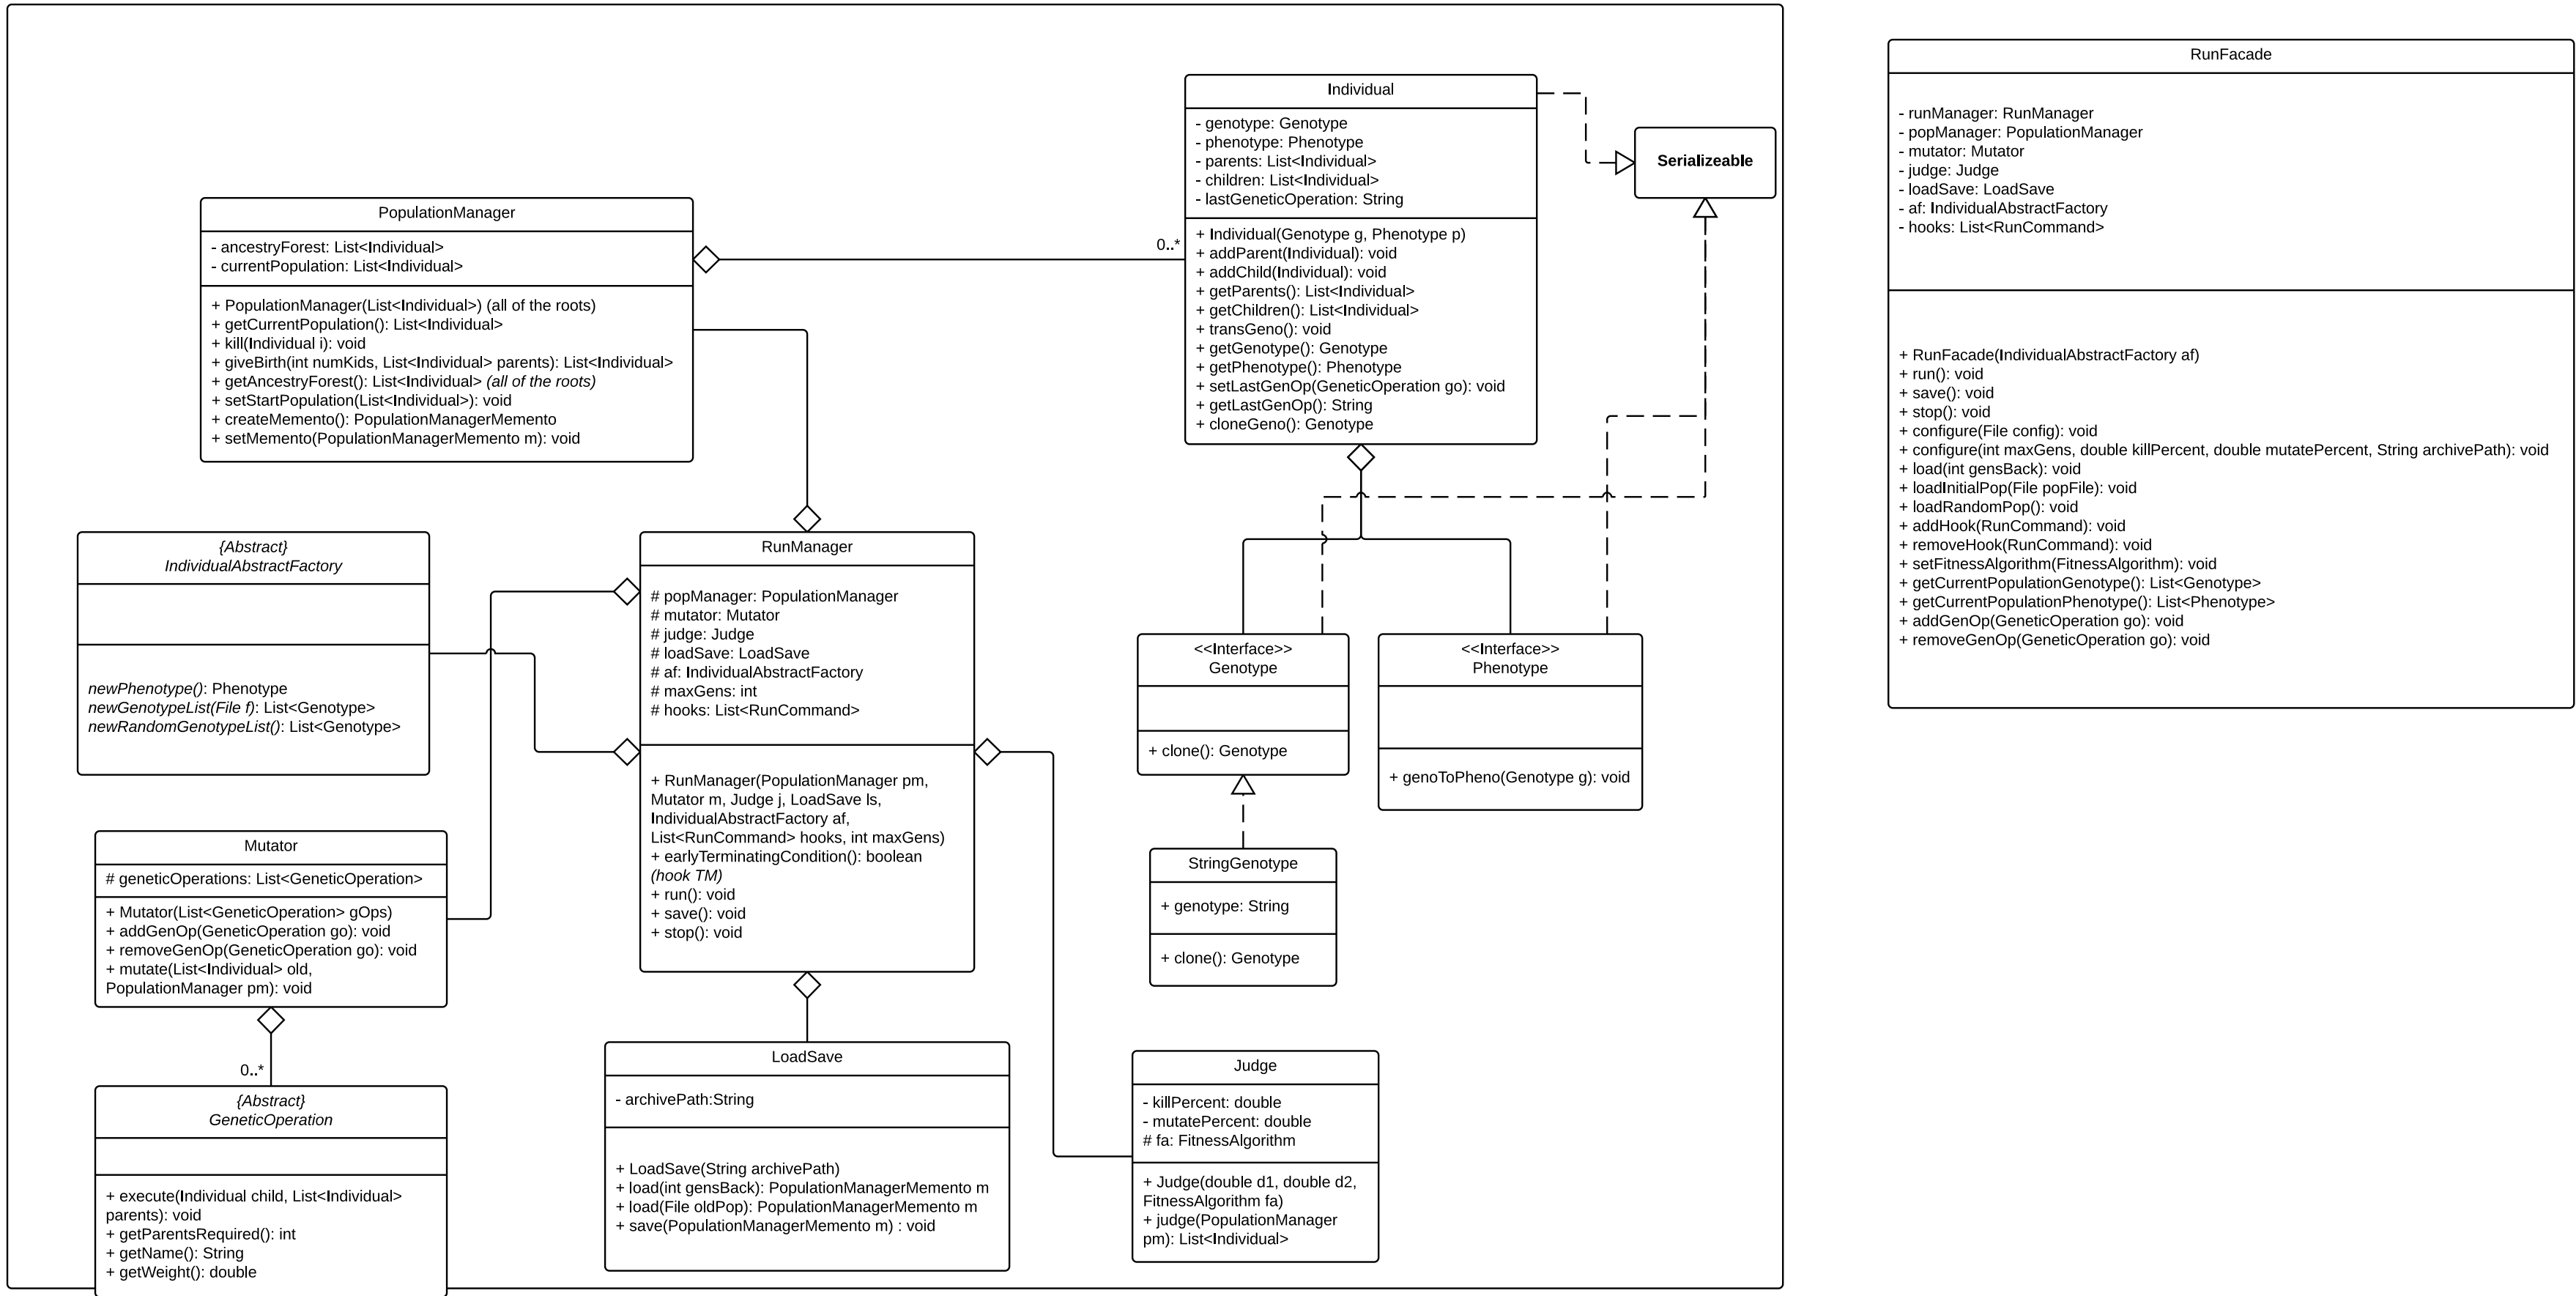 Individual
- genotype: Genotype
- phenotype: Phenotype
- parents: List<Individual>
- children: List<Individual>
- lastGeneticOperation: String
+ Individual(Genotype g, Phenotype p)
+ addParent(Individual): void
+ addChild(Individual): void
+ getParents(): List<Individual>
+ getChildren(): List<Individual>
+ transGeno(): void
+ getGenotype(): Genotype
+ getPhenotype(): Phenotype
+ setLastGenOp(GeneticOperation go): void
+ getLastGenOp(): String
+ cloneGeno(): Genotype
Serializeable
PopulationManager
- ancestryForest: List<Individual>
- currentPopulation: List<Individual>
+ PopulationManager(List<Individual>) (all of the roots)
+ getCurrentPopulation(): List<Individual>
+ kill(Individual i): void
+ giveBirth(int numKids, List<Individual> parents): List<Individual>
+ getAncestryForest(): List<Individual> (all of the roots)
+ setStartPopulation(List<Individual>): void
+ createMemento(): PopulationManagerMemento
+ setMemento(PopulationManagerMemento m): void
0..*
{Abstract}
IndividualAbstractFactory
newPhenotype(): Phenotype
newGenotypeList(File f): List<Genotype>
newRandomGenotypeList(): List<Genotype>
RunManager
# popManager: PopulationManager
# mutator: Mutator
# judge: Judge
# loadSave: LoadSave
# af: IndividualAbstractFactory
# maxGens: int
# hooks: List<RunCommand>
+ RunManager(PopulationManager pm,
Mutator m, Judge j, LoadSave ls,
IndividualAbstractFactory af,
List<RunCommand> hooks, int maxGens)
+ earlyTerminatingCondition(): boolean
(hook TM)
+ run(): void
+ save(): void
+ stop(): void
<<Interface>>
Genotype
+ clone(): Genotype
<<Interface>>
Phenotype
+ genoToPheno(Genotype g): void
StringGenotype
+ genotype: String
+ clone(): Genotype
Mutator
# geneticOperations: List<GeneticOperation>
+ Mutator(List<GeneticOperation> gOps)
+ addGenOp(GeneticOperation go): void
+ removeGenOp(GeneticOperation go): void
+ mutate(List<Individual> old,
PopulationManager pm): void
0..*
{Abstract}
GeneticOperation
+ execute(Individual child, List<Individual>
parents): void
+ getParentsRequired(): int
+ getName(): String
+ getWeight(): double
LoadSave
- archivePath:String
+ LoadSave(String archivePath)
+ load(int gensBack): PopulationManagerMemento m
+ load(File oldPop): PopulationManagerMemento m
+ save(PopulationManagerMemento m) : void
Judge
- killPercent: double
- mutatePercent: double
# fa: FitnessAlgorithm
+ Judge(double d1, double d2,
FitnessAlgorithm fa)
+ judge(PopulationManager
pm): List<Individual>
RunFacade
- runManager: RunManager
- popManager: PopulationManager
- mutator: Mutator
- judge: Judge
- loadSave: LoadSave
- af: IndividualAbstractFactory
- hooks: List<RunCommand>
+ RunFacade(IndividualAbstractFactory af)
+ run(): void
+ save(): void
+ stop(): void
+ configure(File config): void
+ configure(int maxGens, double killPercent, double mutatePercent, String archivePath): void
+ load(int gensBack): void
+ loadInitialPop(File popFile): void
+ loadRandomPop(): void
+ addHook(RunCommand): void
+ removeHook(RunCommand): void
+ setFitnessAlgorithm(FitnessAlgorithm): void
+ getCurrentPopulationGenotype(): List<Genotype>
+ getCurrentPopulationPhenotype(): List<Phenotype>
+ addGenOp(GeneticOperation go): void
+ removeGenOp(GeneticOperation go): void